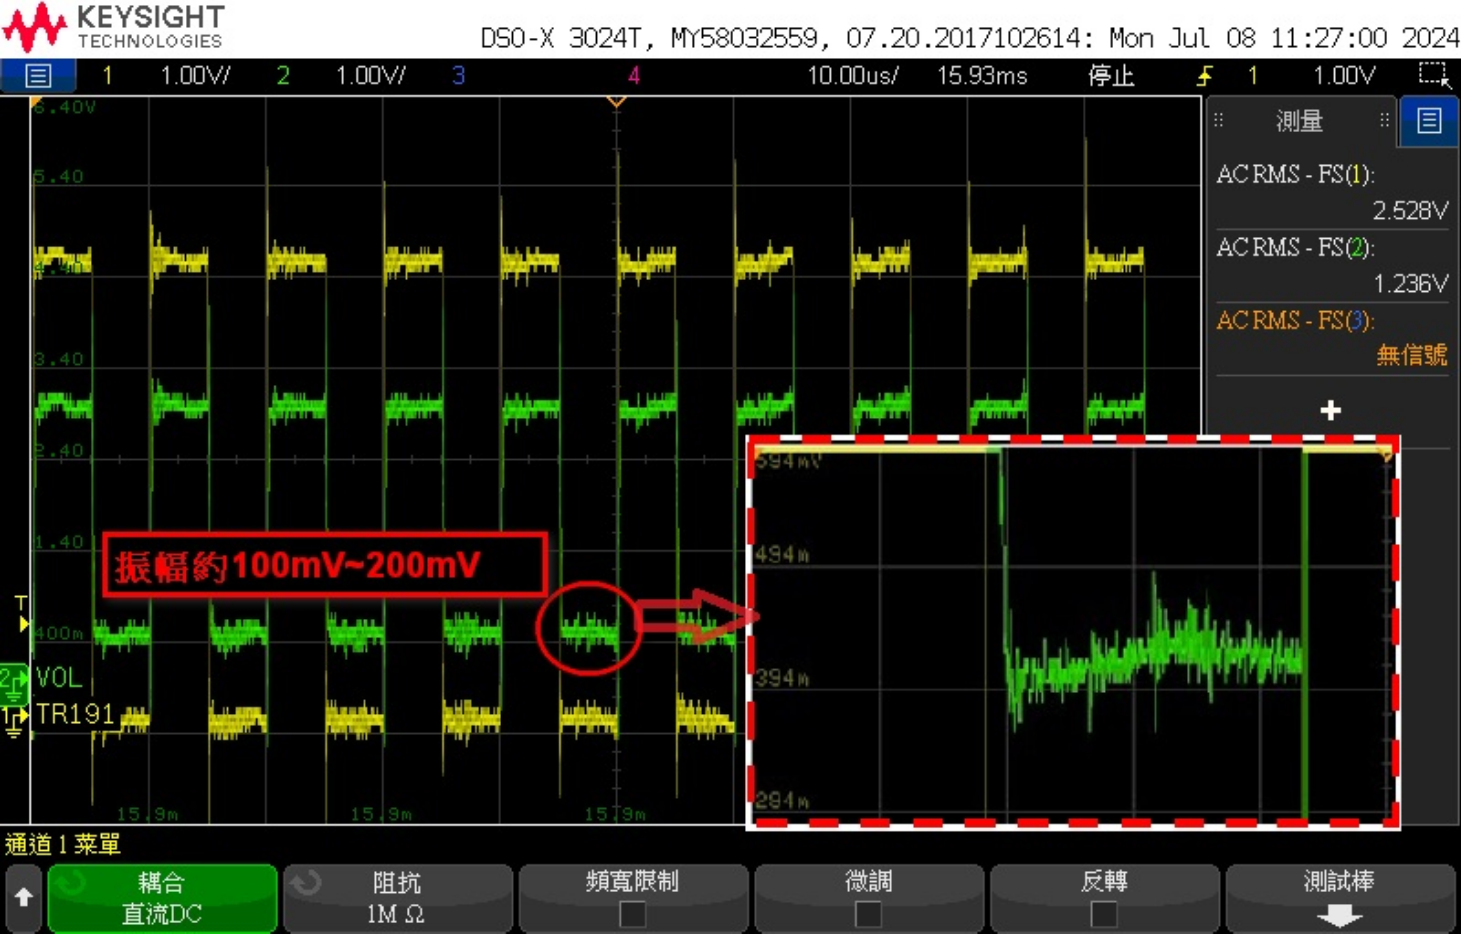 KEYSIGHT
TECHNOLOGIES
DSO-X 3024T, MY58032559, 07.20.2017102614: Mon Jul 08 11:27:00 2024
1 1.00V/ 2 1.00V/ 3 4 10.00us/ 15.93ms 停止 1 1.00V
6.40V
測量
AC RMS - FS(1):
5.40
2.528V
AC RMS - FS(2):
4.40
1.236V
AC RMS - FS(3):
3.40
無信號
+
2.40
594mV
1.40
振幅約100mV~200mV
494m
T
400m
2 VOL
394m
1 TR191
294m
15.9m 15.9m 15.9m
通道 1 菜單
耦合 阻抗 頻寬限制 微調 反轉 測試棒
直流DC 1M Ω